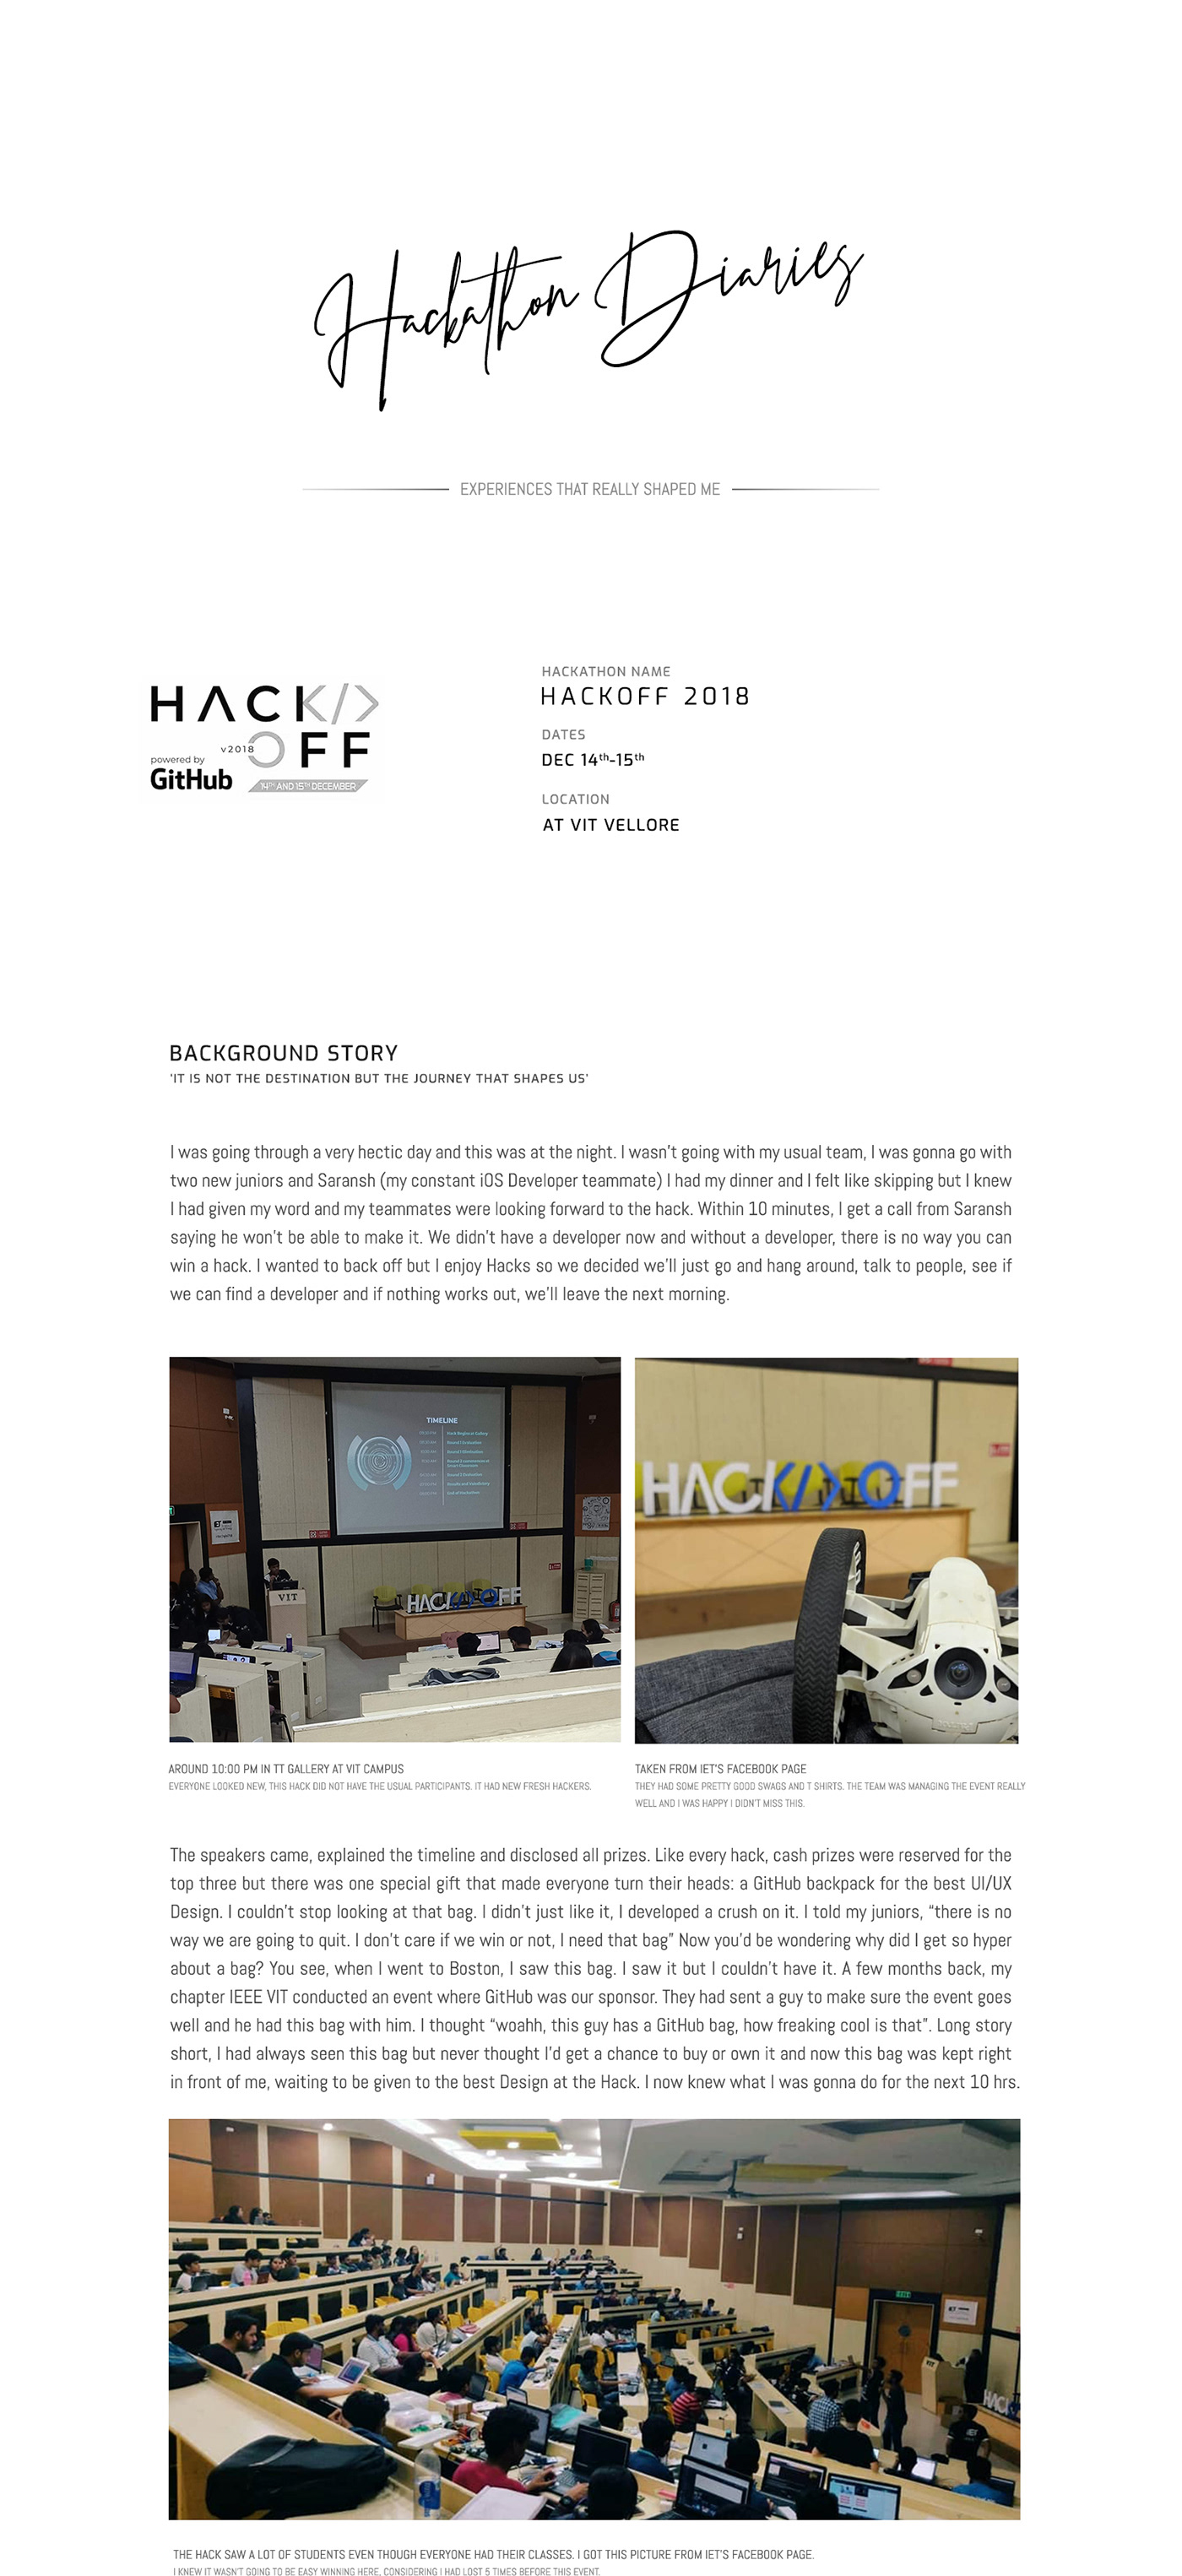 Hackathon Diaries
EXPERIENCES THAT REALLY SHAPED ME
HACK</>
v2018 OFF
powered by
GitHub
14TH AND 15TH DECEMBER
HACKATHON NAME
HACKOFF 2018
DATES
DEC 14th-15th
LOCATION
AT VIT VELLORE
BACKGROUND STORY
'IT IS NOT THE DESTINATION BUT THE JOURNEY THAT SHAPES US'
I was going through a very hectic day and this was at the night. I wasn't going with my usual team, I was gonna go with
two new juniors and Saransh (my constant iOS Developer teammate) I had my dinner and I felt like skipping but I knew
I had given my word and my teammates were looking forward to the hack. Within 10 minutes, I get a call from Saransh
saying he won't be able to make it. We didn't have a developer now and without a developer, there is no way you can
win a hack. I wanted to back off but I enjoy Hacks so we decided we'll just go and hang around, talk to people, see if
we can find a developer and if nothing works out, we'll leave the next morning.
TIMELINE
VIT
HACK</>OFF
HACK</>OFF
AROUND 10:00 PM IN TT GALLERY AT VIT CAMPUS
EVERYONE LOOKED NEW, THIS HACK DID NOT HAVE THE USUAL PARTICIPANTS. IT HAD NEW FRESH HACKERS.
TAKEN FROM IET'S FACEBOOK PAGE
THEY HAD SOME PRETTY GOOD SWAGS AND T SHIRTS. THE TEAM WAS MANAGING THE EVENT REALLY
WELL AND I WAS HAPPY I DIDN'T MISS THIS.
The speakers came, explained the timeline and disclosed all prizes. Like every hack, cash prizes were reserved for the
top three but there was one special gift that made everyone turn their heads: a GitHub backpack for the best UI/UX
Design. I couldn't stop looking at that bag. I didn't just like it, I developed a crush on it. I told my juniors, “there is no
way we are going to quit. I don't care if we win or not, I need that bag” Now you'd be wondering why did I get so hyper
about a bag? You see, when I went to Boston, I saw this bag. I saw it but I couldn't have it. A few months back, my
chapter IEEE VIT conducted an event where GitHub was our sponsor. They had sent a guy to make sure the event goes
well and he had this bag with him. I thought “woahh, this guy has a GitHub bag, how freaking cool is that”. Long story
short, I had always seen this bag but never thought I'd get a chance to buy or own it and now this bag was kept right
in front of me, waiting to be given to the best Design at the Hack. I now knew what I was gonna do for the next 10 hrs.
VIT
HACK
THE HACK SAW A LOT OF STUDENTS EVEN THOUGH EVERYONE HAD THEIR CLASSES. I GOT THIS PICTURE FROM IET'S FACEBOOK PAGE.
I KNEW IT WASN'T GOING TO BE EASY WINNING HERE, CONSIDERING I HAD LOST 5 TIMES BEFORE THIS EVENT.